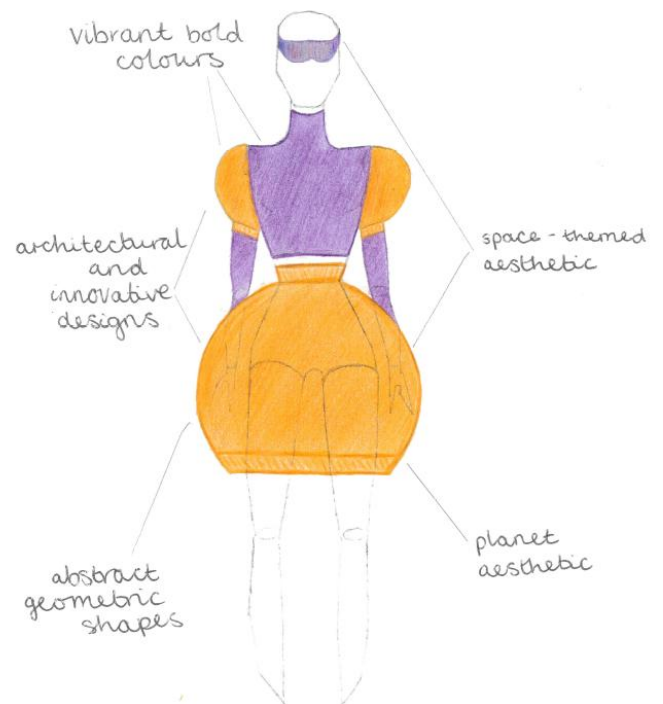 vibrant bold
colours
architectural
and
innovative
designs
space-themed
aesthetic
abstract
geometric
shapes
planet
aesthetic